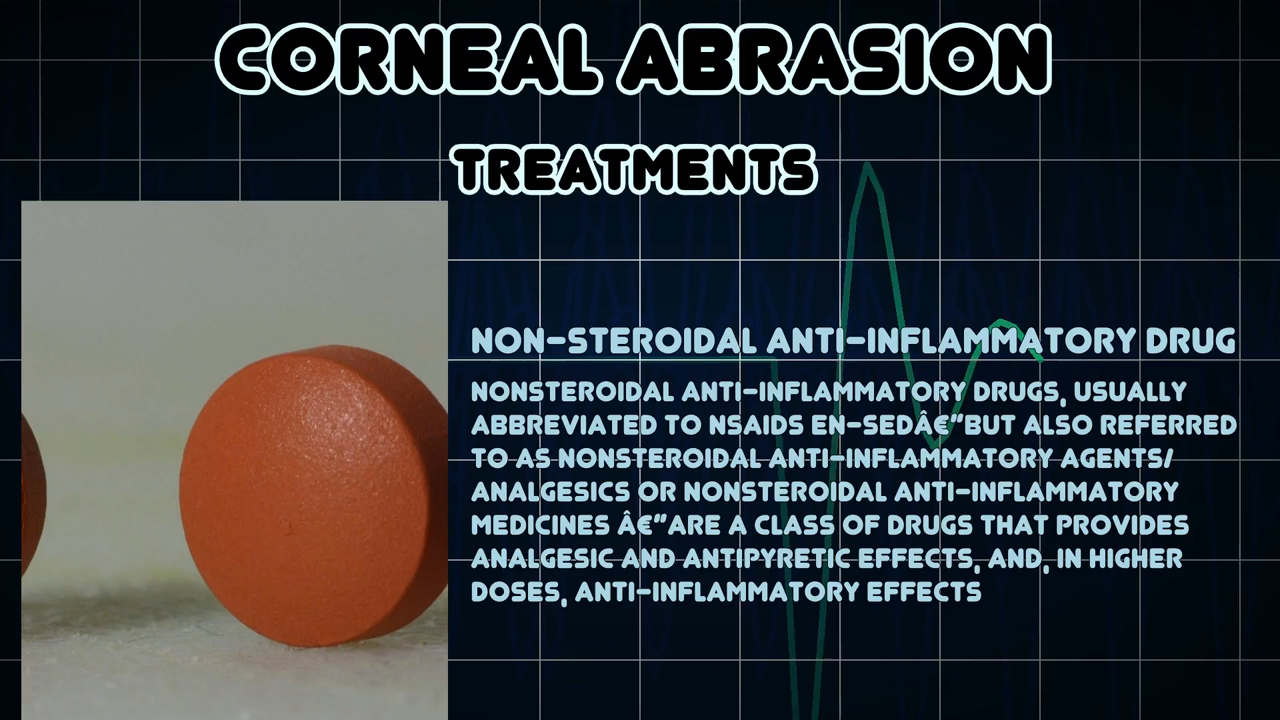 CORNEAL ABRASION
TREATMENTS
NON-STEROIDAL ANTI-INFLAMMATORY DRUG
NONSTEROIDAL ANTI-INFLAMMATORY DRUGS, USUALLY
ABBREVIATED TO NSAIDS EN-SEDÂ€”BUT ALSO REFERRED
TO AS NONSTEROIDAL ANTI-INFLAMMATORY AGENTS/
ANALGESICS OR NONSTEROIDAL ANTI-INFLAMMATORY
MEDICINES Â€”ARE A CLASS OF DRUGS THAT PROVIDES
ANALGESIC AND ANTIPYRETIC EFFECTS, AND, IN HIGHER
DOSES, ANTI-INFLAMMATORY EFFECTS